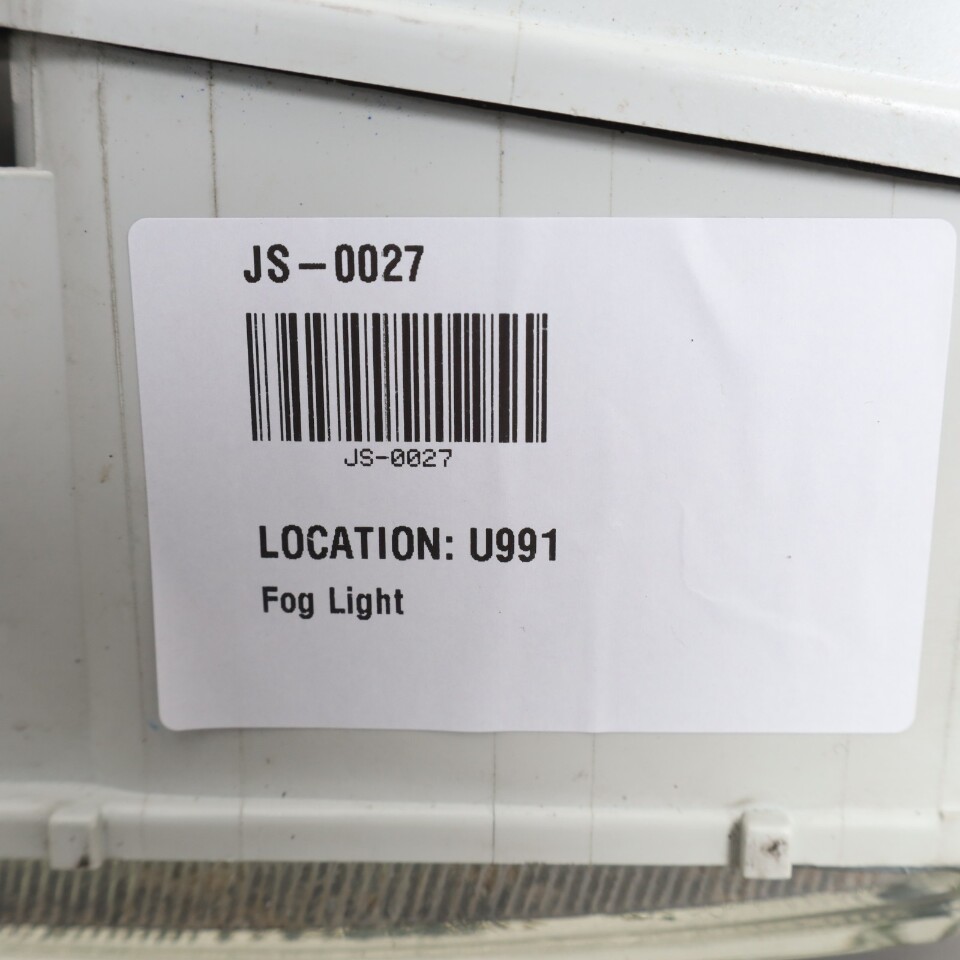 JS-0027
JS-0027
LOCATION: U991
Fog Light